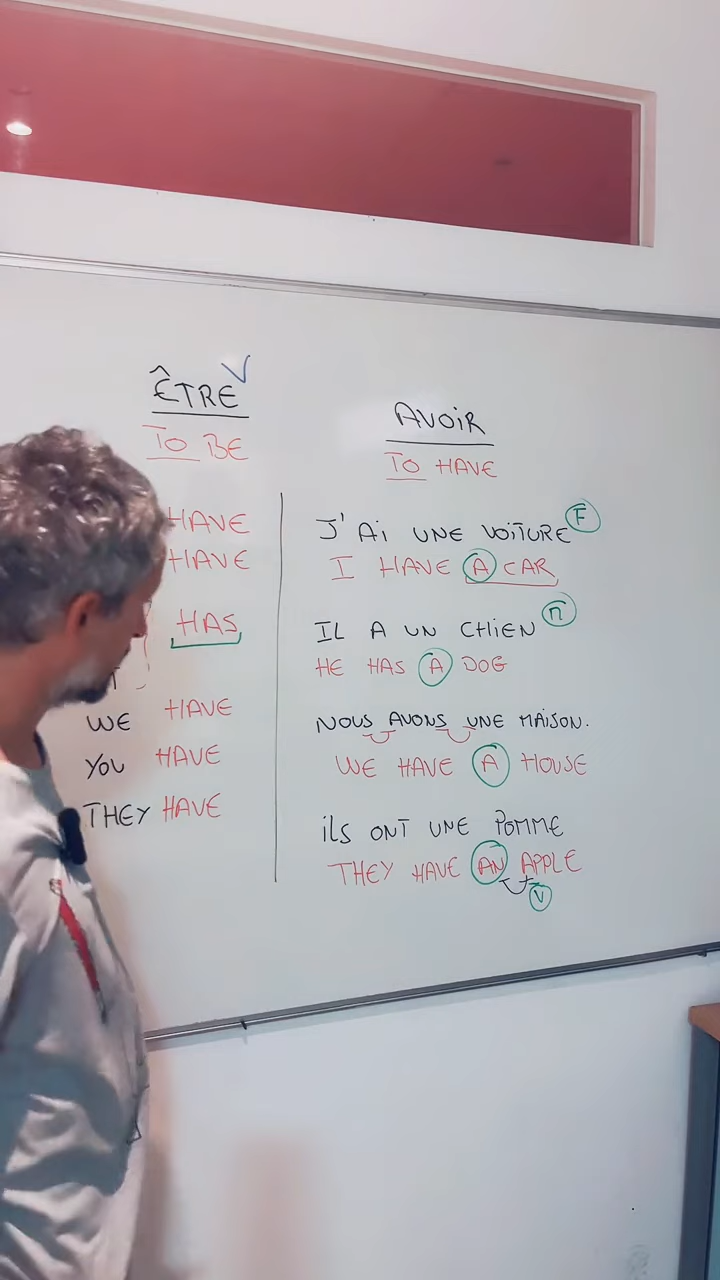 ÊTRE V
TO BE
HAVE
HAVE
HAS
WE HAVE
YOU HAVE
THEY HAVE
AVOIR
TO HAVE
J'AI UNE VOITURE F
I HAVE A CAR
IL A UN CHIEN M
HE HAS A DOG
NOUS AVONS UNE MAISON.
WE HAVE A HOUSE
ILS ONT UNE POMME
THEY HAVE AN APPLE
V